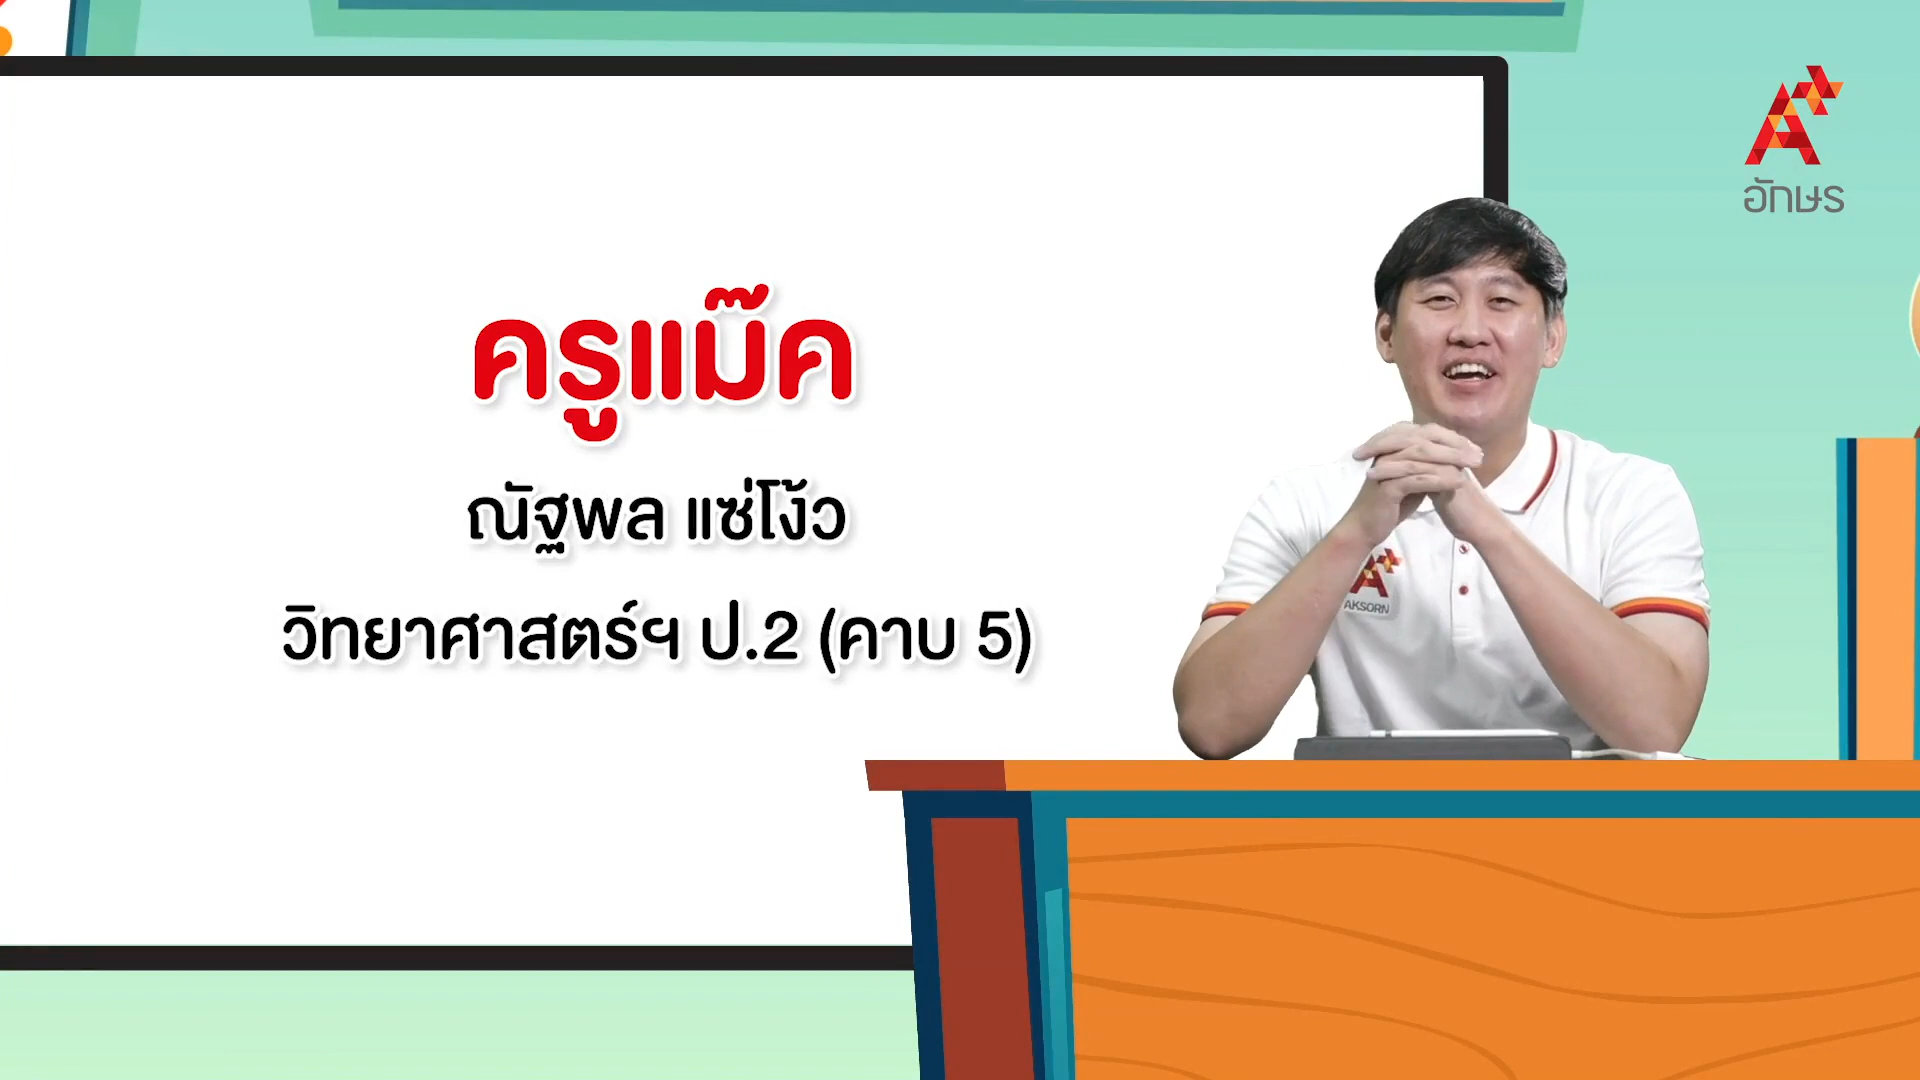 อักษร
ครูแม๊ค
ณัฐพล แซ่โง้ว
วิทยาศาสตร์ฯ ป.2 (คาบ 5)
AKSORN